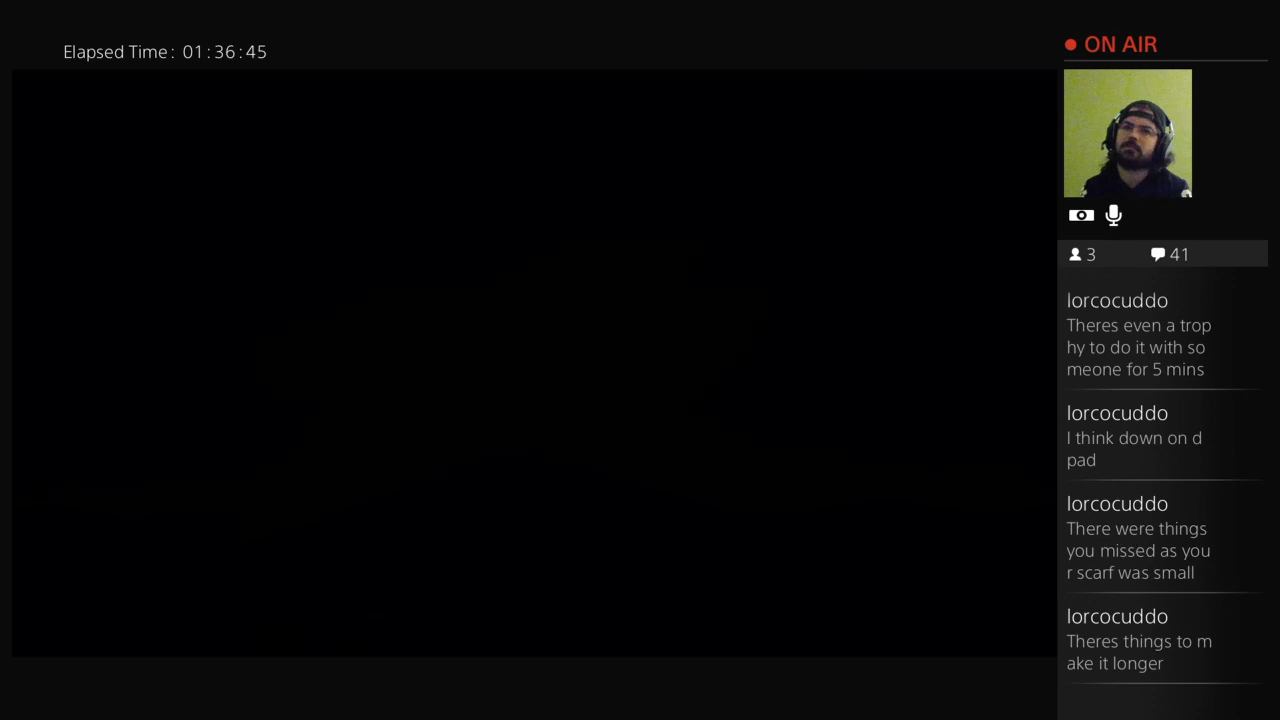 Elapsed Time: 01:36:45
ON AIR
3
41
lorcocuddo
Theres even a trop
hy to do it with so
meone for 5 mins
lorcocuddo
I think down on d
pad
lorcocuddo
There were things
you missed as you
r scarf was small
lorcocuddo
Theres things to m
ake it longer